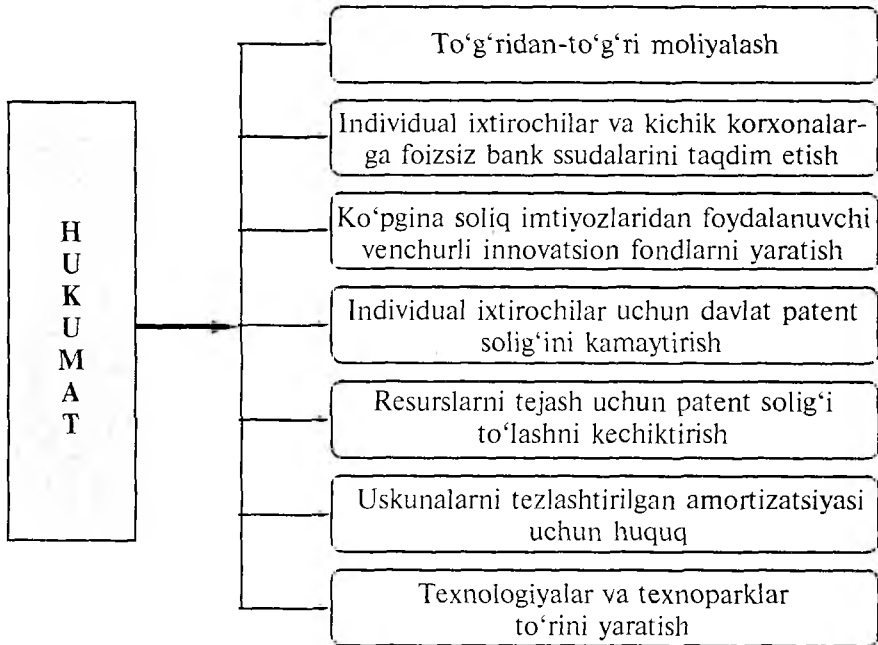 HUKUMAT
To‘g‘ridan-to‘g‘ri moliyalash
Individual ixtirochilar va kichik korxonalar-
ga foizsiz bank ssudalarini taqdim etish
Ko‘pgina soliq imtiyozlaridan foydalanuvchi
venchurli innovatsion fondlarni yaratish
Individual ixtirochilar uchun davlat patent
solig‘ini kamaytirish
Resurslarni tejash uchun patent solig‘i
to‘lashni kechiktirish
Uskunalarni tezlashtirilgan amortizatsiyasi
uchun huquq
Texnologiyalar va texnoparklar
to‘rini yaratish